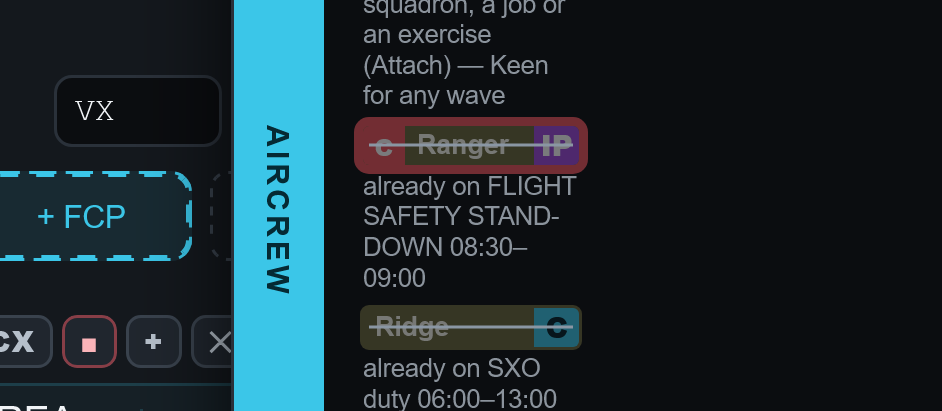 squadron, a job or
an exercise
(Attach) — Keen
for any wave
VX
c Ranger IP
already on FLIGHT
SAFETY STAND-
DOWN 08:30–
09:00
+ FCP
AIRCREW
Ridge C
CX + ×
already on SXO
duty 06:00–13:00